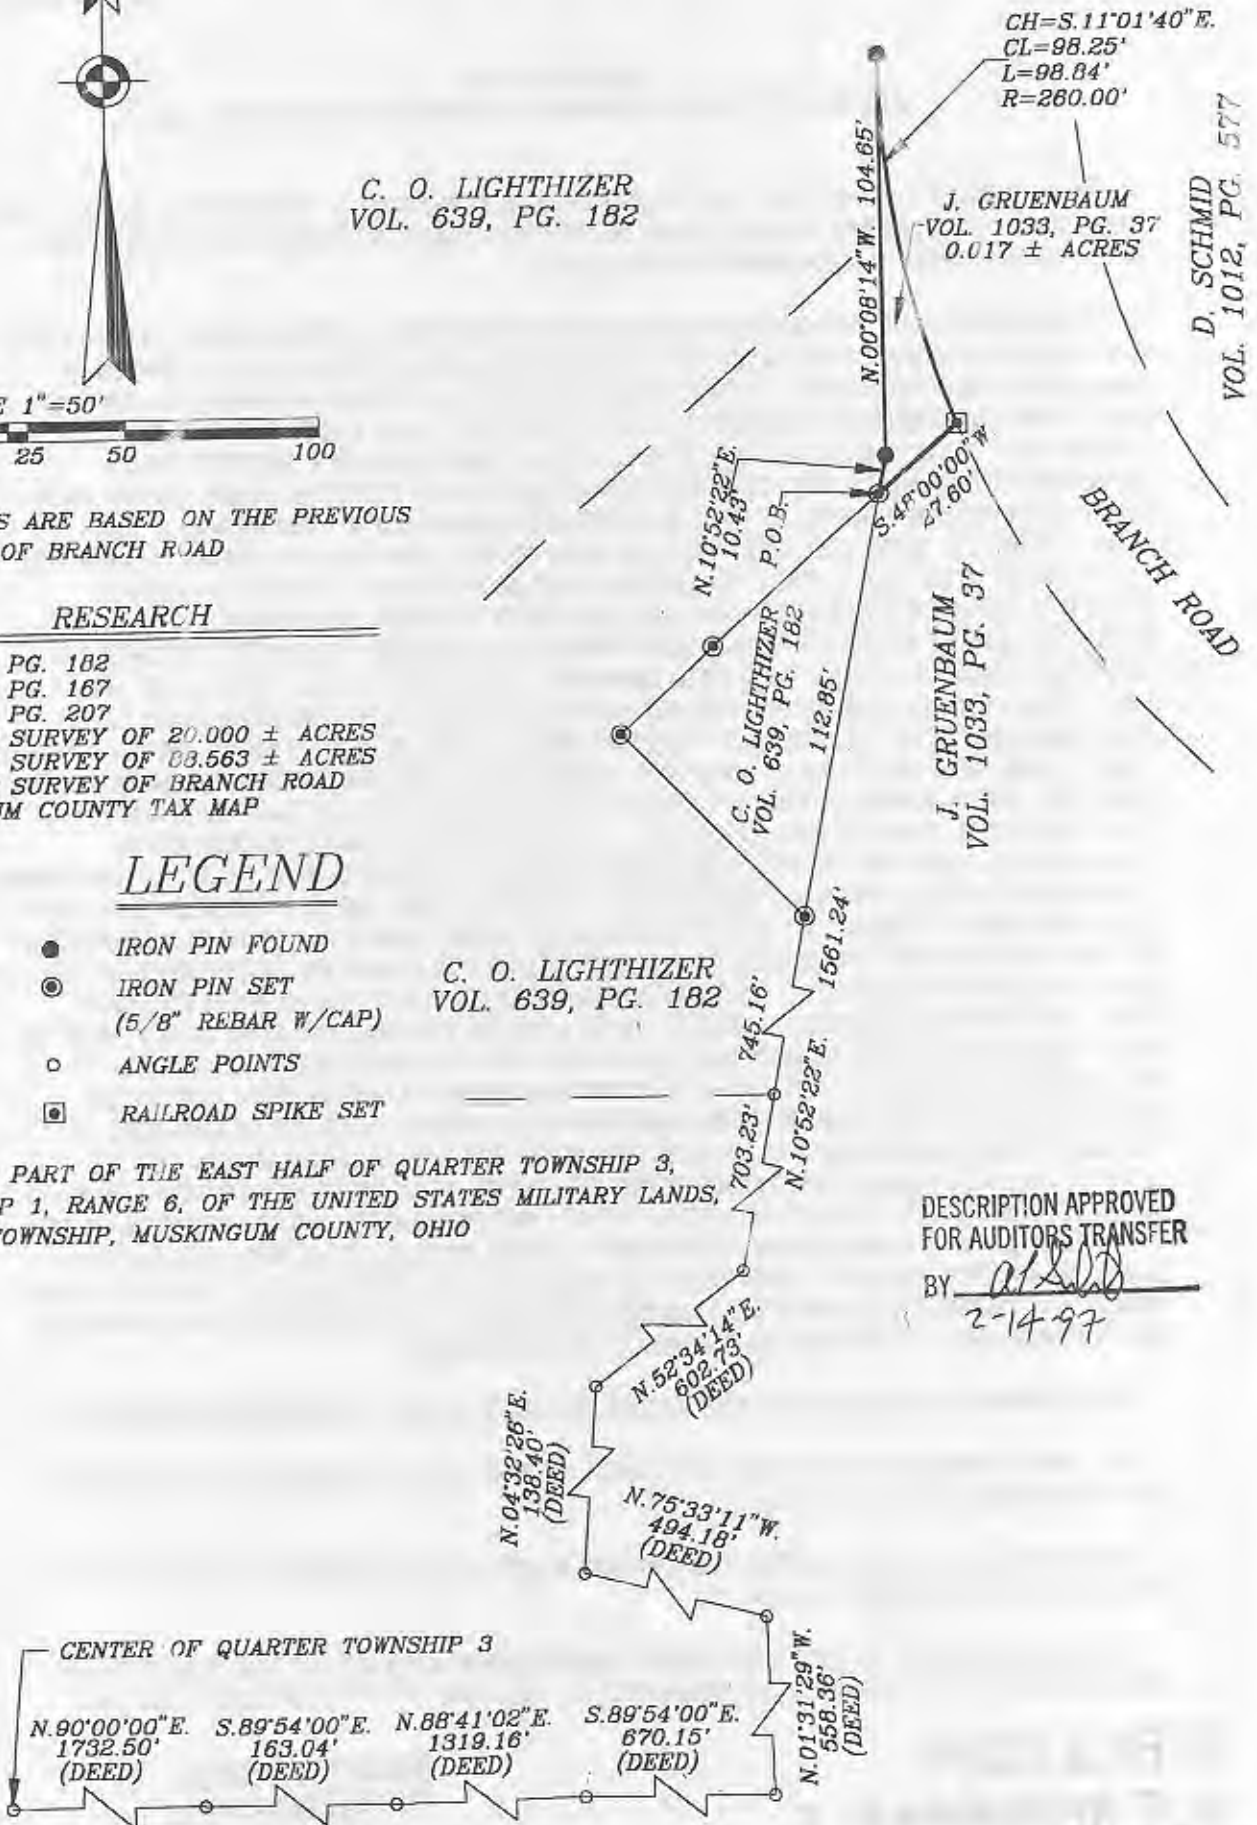 CH=S.11°01'40"E.
CL=98.25'
L=98.84'
R=260.00'
D. SCHMID
VOL. 1012, PG. 577
C. O. LIGHTHIZER
VOL. 639, PG. 182
N.00°08'14"W. 104.65'
J. GRUENBAUM
VOL. 1033, PG. 37
0.017 ± ACRES
1"=50'
25 50 100
ARE BASED ON THE PREVIOUS
OF BRANCH ROAD
N.10°52'22"E.
10.43'
P.O.B.
S.48°00'00"W
27.60'
BRANCH ROAD
RESEARCH
PG. 182
PG. 167
PG. 207
SURVEY OF 20.000 ± ACRES
SURVEY OF 88.563 ± ACRES
SURVEY OF BRANCH ROAD
COUNTY TAX MAP
C. O. LIGHTHIZER
VOL. 639, PG. 182
112.85'
J. GRUENBAUM
VOL. 1033, PG. 37
LEGEND
IRON PIN FOUND
IRON PIN SET
(5/8" REBAR W/CAP)
ANGLE POINTS
RAILROAD SPIKE SET
C. O. LIGHTHIZER
VOL. 639, PG. 182
1561.24'
745.16'
N.10°52'22"E.
703.23'
PART OF THE EAST HALF OF QUARTER TOWNSHIP 3,
1, RANGE 6, OF THE UNITED STATES MILITARY LANDS,
TOWNSHIP, MUSKINGUM COUNTY, OHIO
DESCRIPTION APPROVED
FOR AUDITORS TRANSFER
BY
2-14-97
N.52°34'14"E.
602.73'
(DEED)
N.04°32'26"E.
138.40'
(DEED)
N.75°33'11"W.
494.18'
(DEED)
N.01°31'29"W.
558.36'
(DEED)
CENTER OF QUARTER TOWNSHIP 3
N.90°00'00"E.
1732.50'
(DEED)
S.89°54'00"E.
163.04'
(DEED)
N.88°41'02"E.
1319.16'
(DEED)
S.89°54'00"E.
670.15'
(DEED)